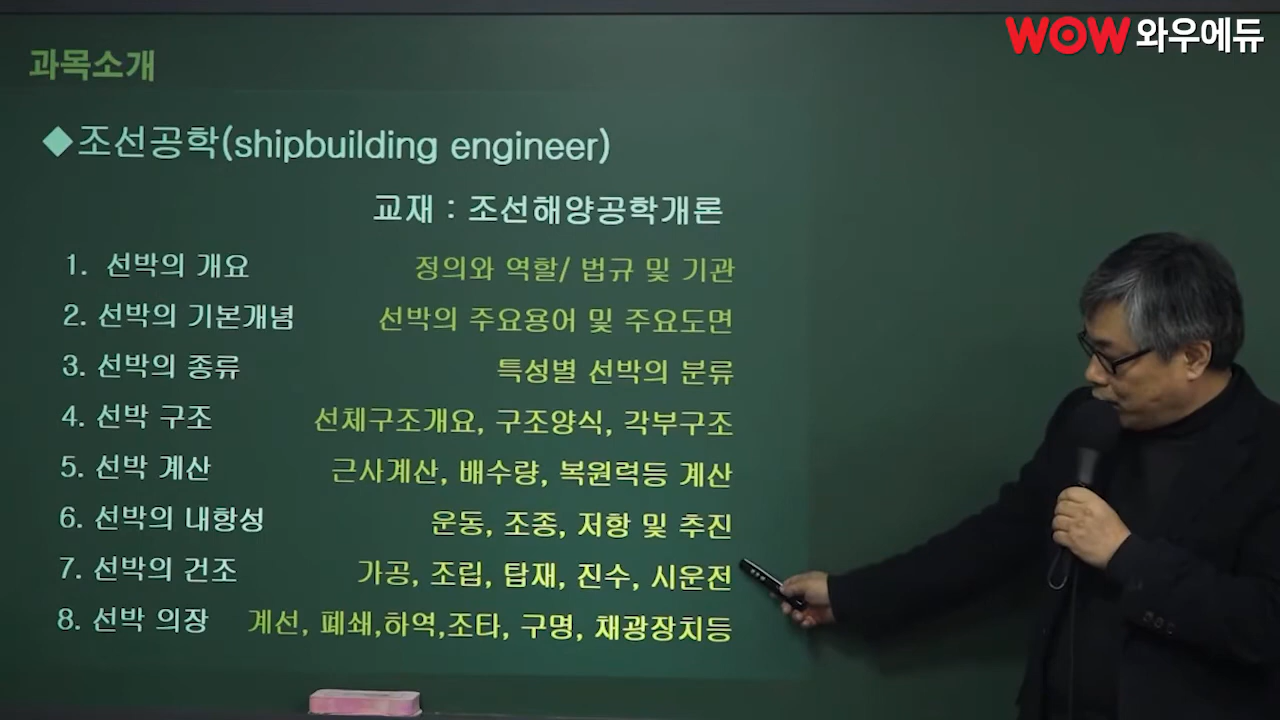 WOW 와우에듀
과목소개
◆조선공학(shipbuilding engineer)
교재 : 조선해양공학개론
1. 선박의 개요 정의와 역할/ 법규 및 기관
2. 선박의 기본개념 선박의 주요용어 및 주요도면
3. 선박의 종류 특성별 선박의 분류
4. 선박 구조 선체구조개요, 구조양식, 각부구조
5. 선박 계산 근사계산, 배수량, 복원력등 계산
6. 선박의 내항성 운동, 조종, 저항 및 추진
7. 선박의 건조 가공, 조립, 탑재, 진수, 시운전
8. 선박 의장 계선, 폐쇄,하역,조타, 구명, 채광장치등